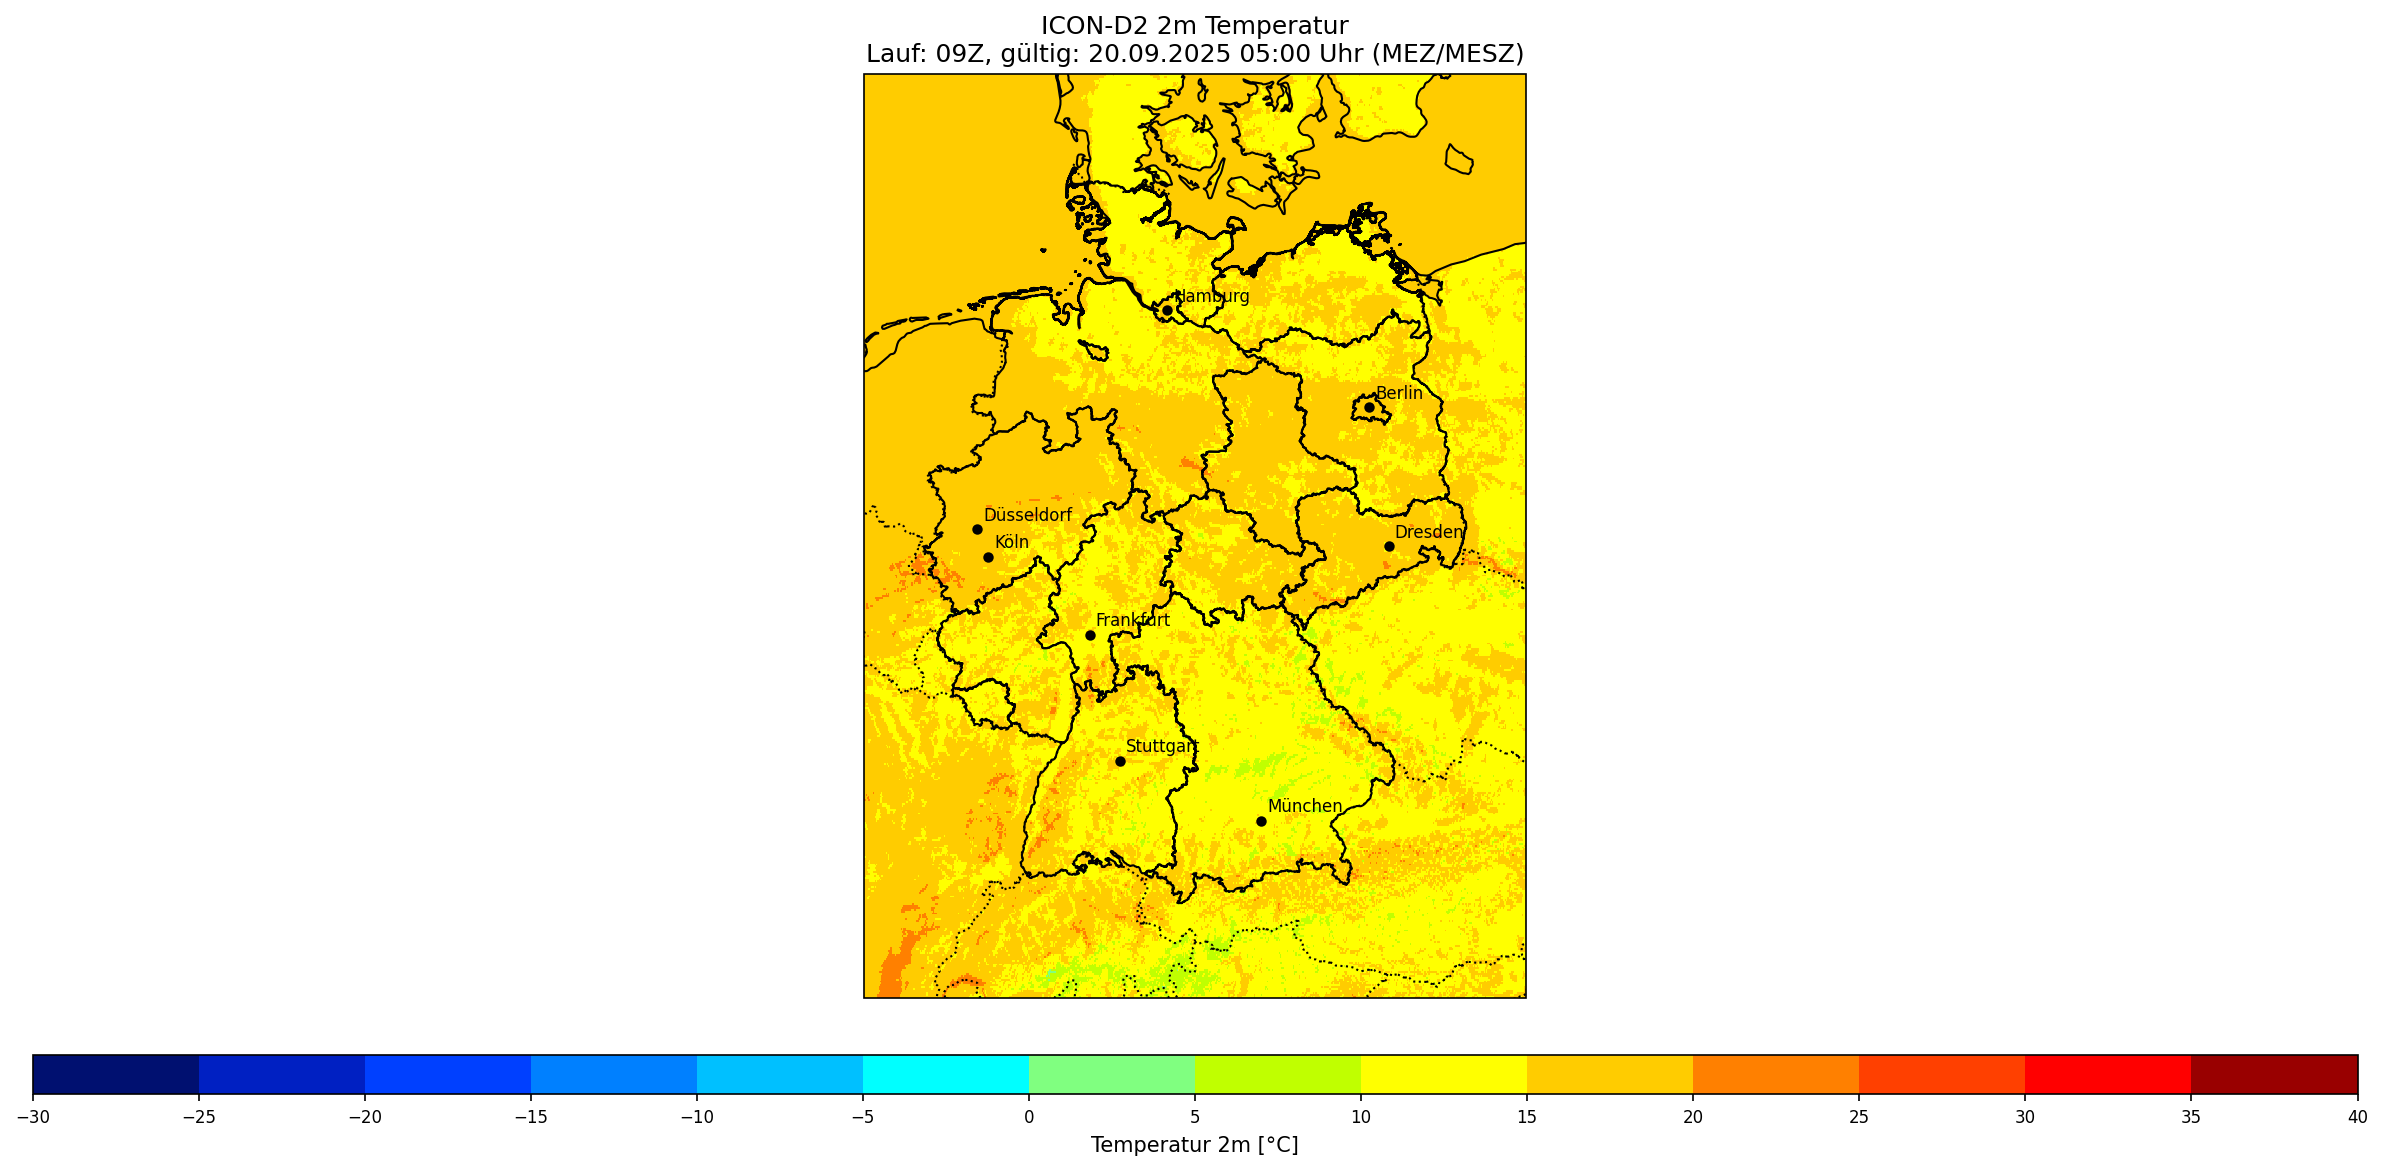 ICON-D2 2m Temperatur
Lauf: 09Z, gültig: 20.09.2025 05:00 Uhr (MEZ/MESZ)
Hamburg
Berlin
Düsseldorf
Köln
Dresden
Frankfurt
Stuttgart
München
−30 −25 −20 −15 −10 −5 0 5 10 15 20 25 30 35 40
Temperatur 2m [°C]